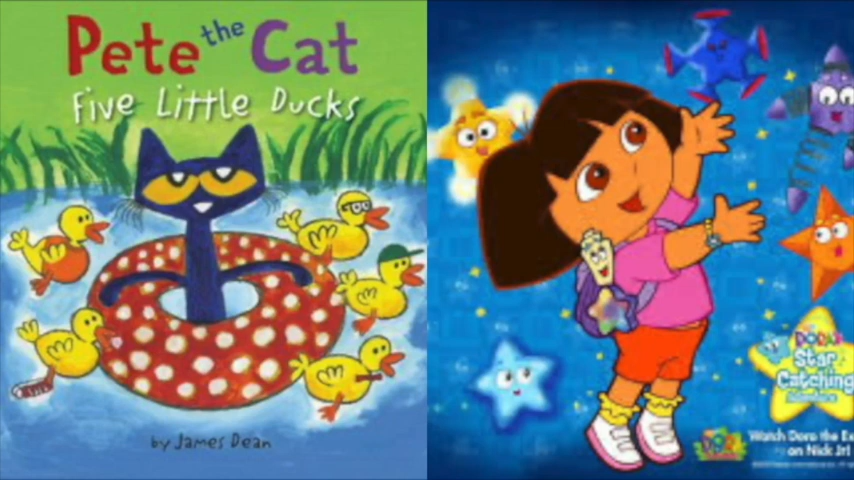 Pete the Cat
Five Little Ducks
by James Dean
DORA'S
Star
Catching
Watch Dora the Ex
on Nick Jr!